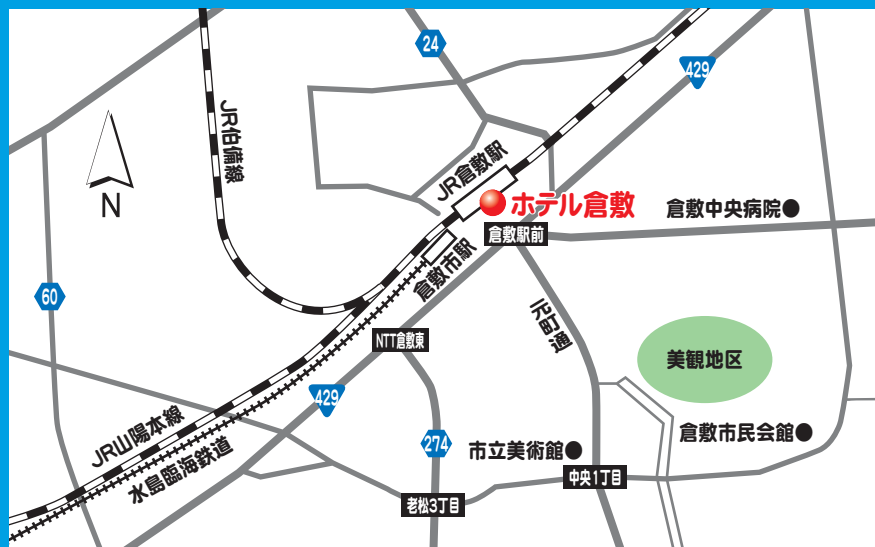 24
429
JR伯備線
JR倉敷駅
N
ホテル倉敷
倉敷中央病院
倉敷駅前
倉敷市駅
60
元町通
NTT倉敷東
美観地区
429
JR山陽本線
水島臨海鉄道
274
市立美術館
倉敷市民会館
中央1丁目
老松3丁目